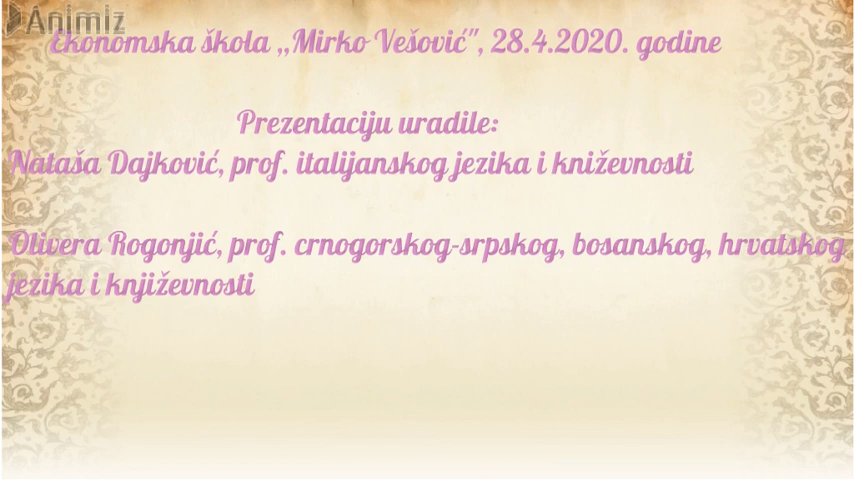 Animiz
Ekonomska škola ,,Mirko Vešović", 28.4.2020. godine
Prezentaciju uradile:
Nataša Dajković, prof. italijanskog jezika i kniževnosti
Olivera Rogonjić, prof. crnogorskog-srpskog, bosanskog, hrvatskog
jezika i književnosti